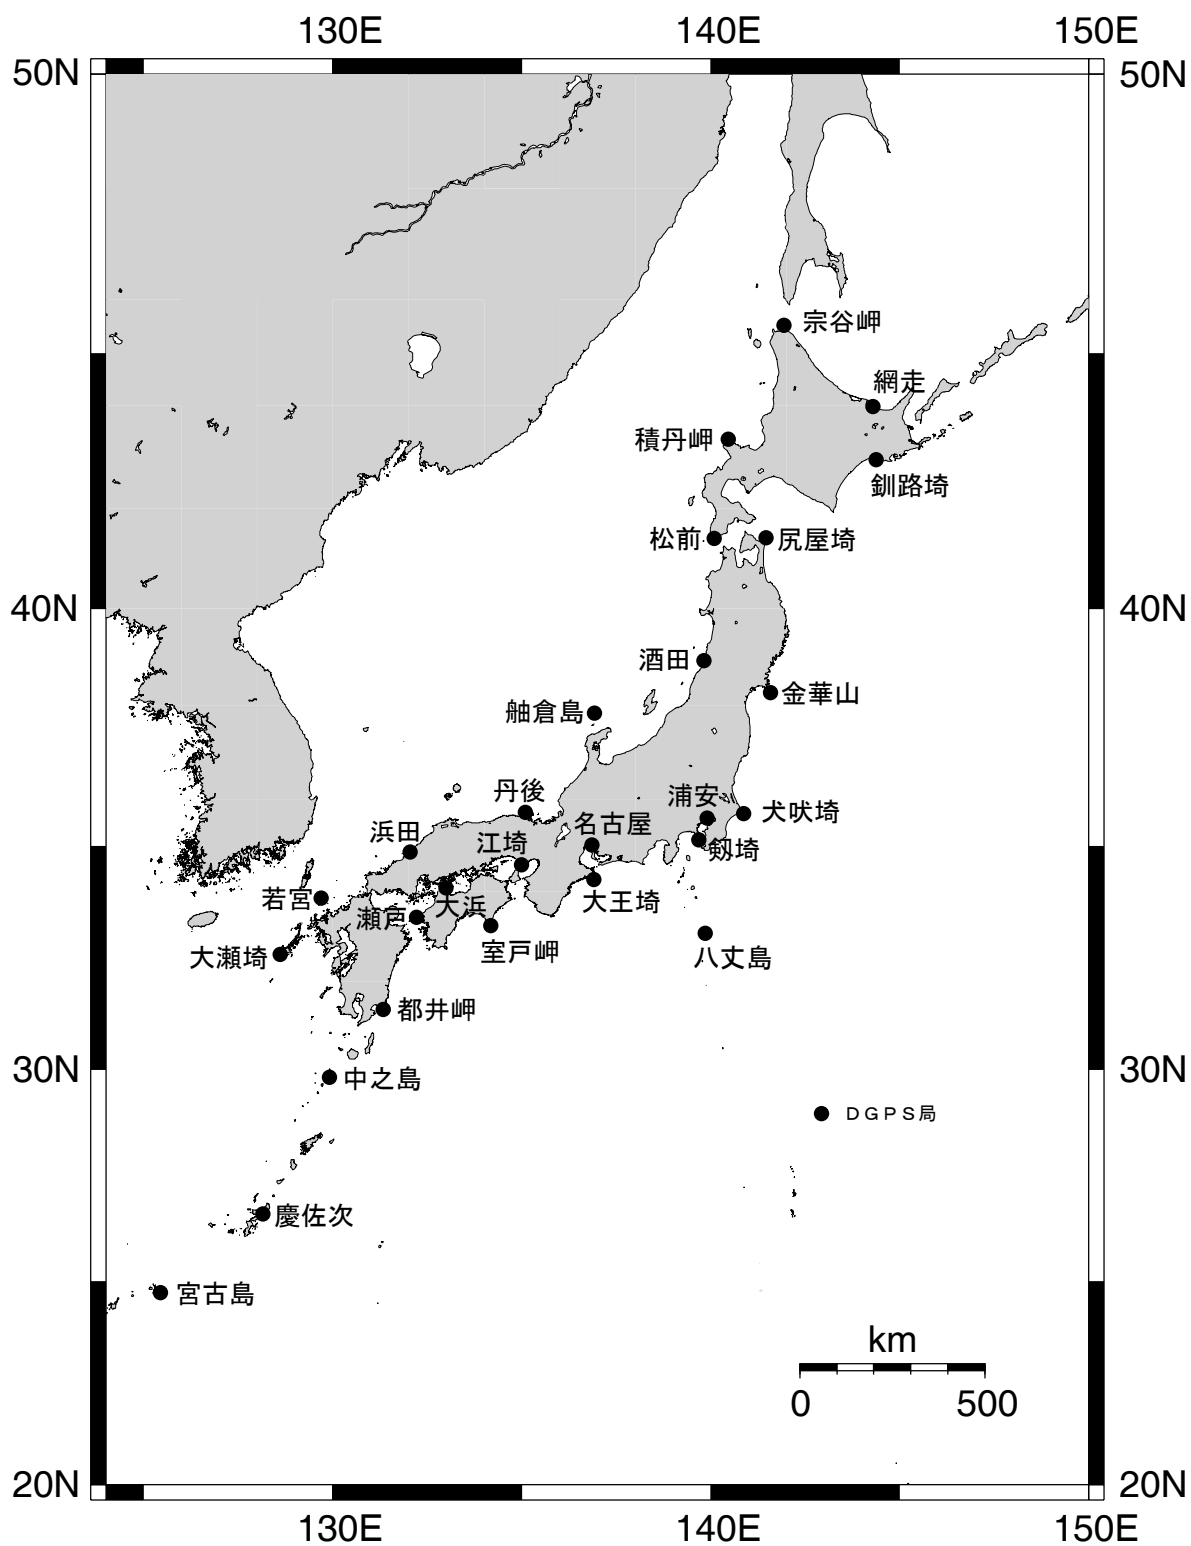 130E 140E 150E
50N 50N
宗谷岬
網走
積丹岬
釧路埼
松前 尻屋埼
40N 40N
酒田
金華山
舳倉島
丹後 浦安 犬吠埼
浜田 江埼 名古屋 剱埼
若宮 瀬戸 大浜 大王埼
大瀬埼 室戸岬 八丈島
都井岬
30N 30N
中之島
ＤＧＰＳ局
慶佐次
宮古島
km
0 500
20N 20N
130E 140E 150E